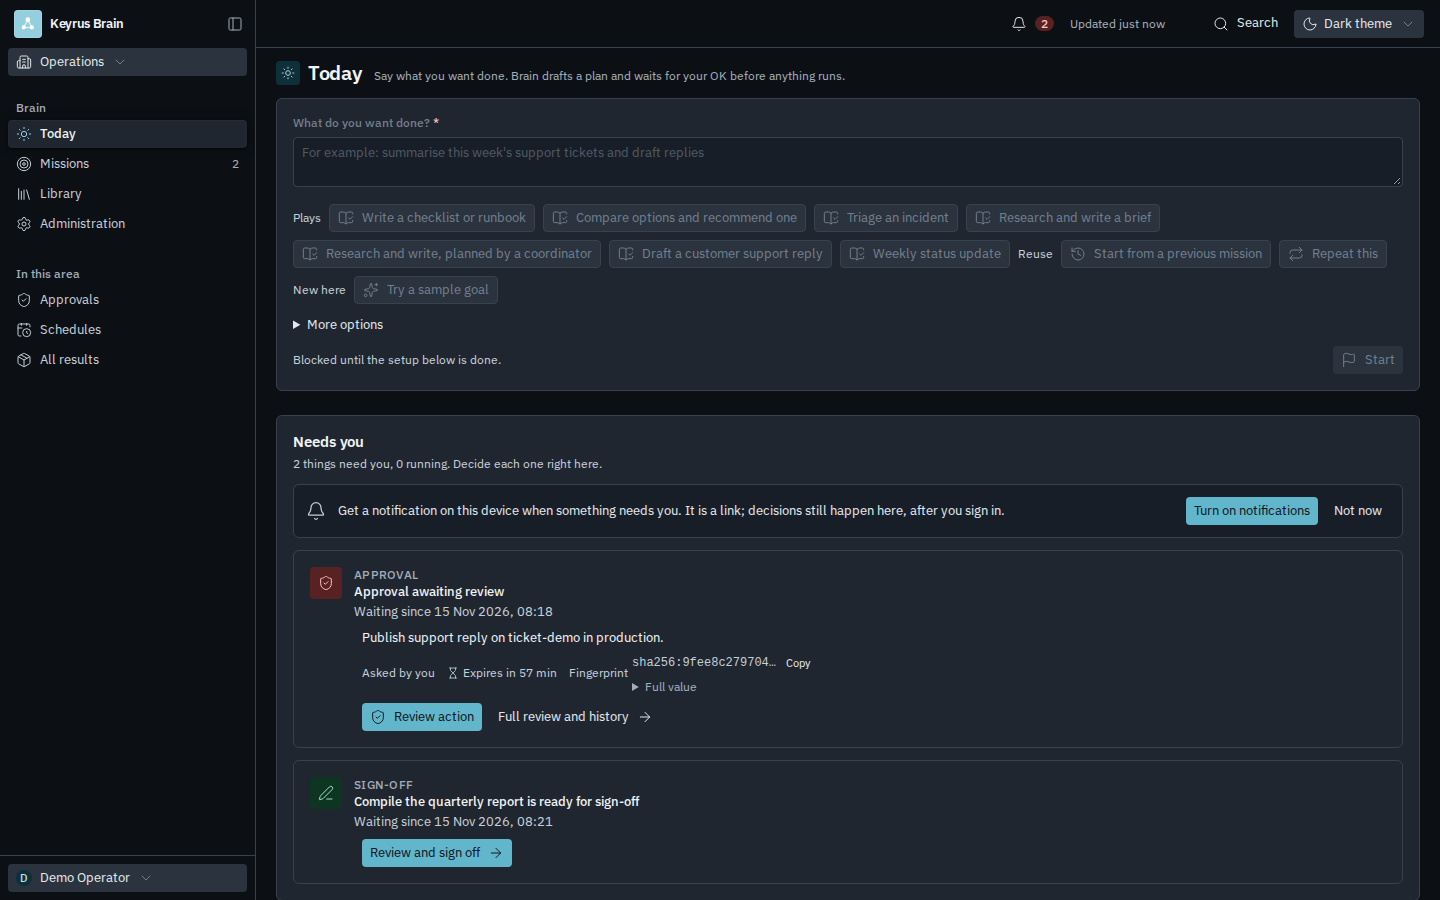 Keyrus Brain
Operations
Brain
Today
Missions 2
Library
Administration
In this area
Approvals
Schedules
All results
D Demo Operator
2 Updated just now Search Dark theme
Today Say what you want done. Brain drafts a plan and waits for your OK before anything runs.
What do you want done? *
For example: summarise this week's support tickets and draft replies
Plays Write a checklist or runbook Compare options and recommend one Triage an incident Research and write a brief
Research and write, planned by a coordinator Draft a customer support reply Weekly status update Reuse Start from a previous mission Repeat this
New here Try a sample goal
More options
Blocked until the setup below is done. Start
Needs you
2 things need you, 0 running. Decide each one right here.
Get a notification on this device when something needs you. It is a link; decisions still happen here, after you sign in. Turn on notifications Not now
APPROVAL
Approval awaiting review
Waiting since 15 Nov 2026, 08:18
Publish support reply on ticket-demo in production.
Asked by you Expires in 57 min Fingerprint sha256:9fee8c279704… Copy
Full value
Review action Full review and history
SIGN-OFF
Compile the quarterly report is ready for sign-off
Waiting since 15 Nov 2026, 08:21
Review and sign off